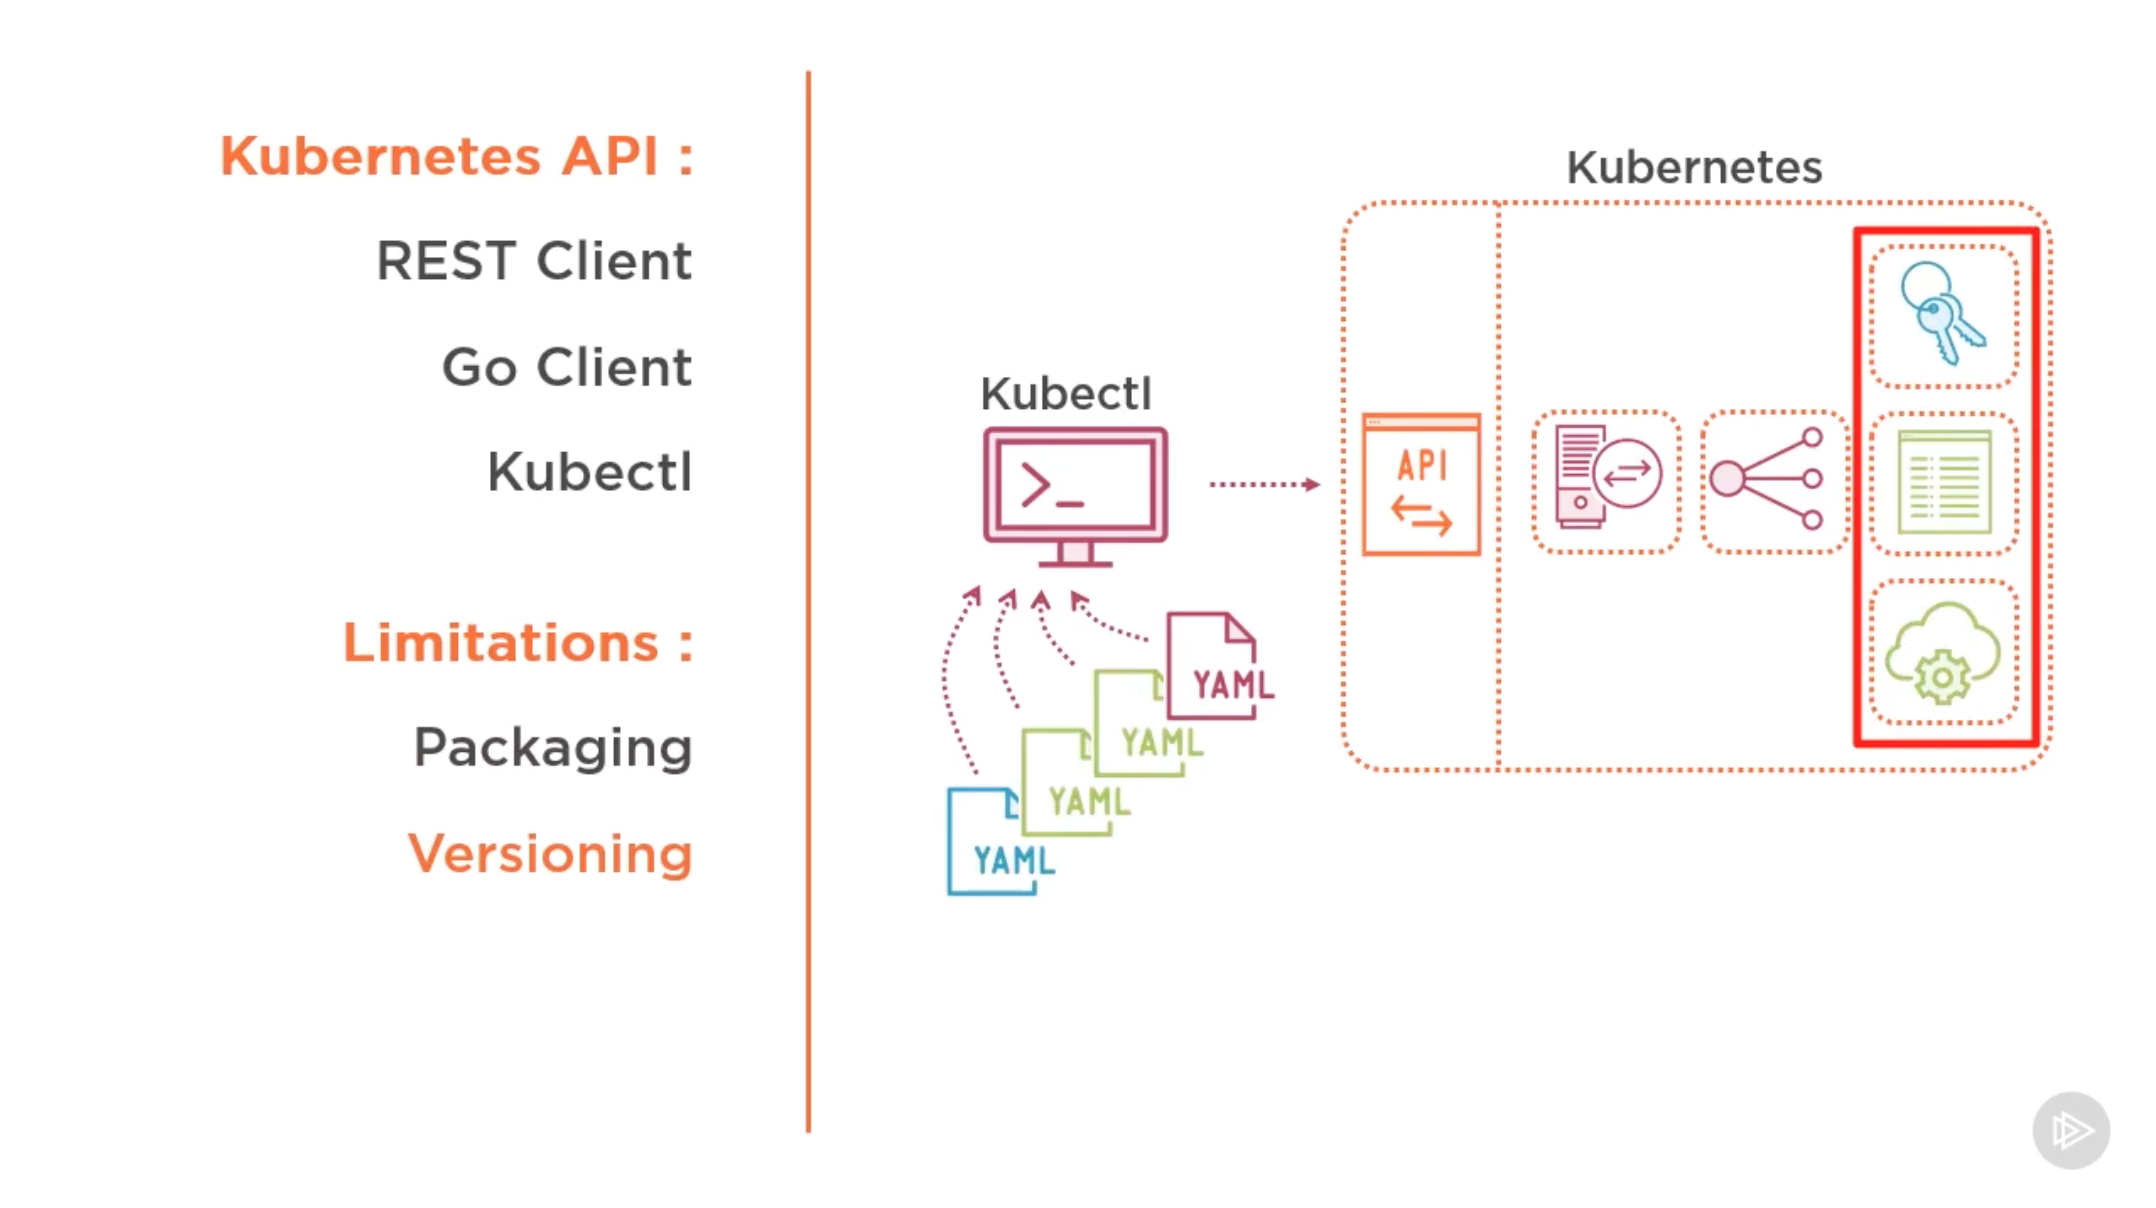 Kubernetes API :
REST Client
Go Client
Kubectl
Limitations :
Packaging
Versioning
Kubernetes
Kubectl
>_
API
YAML
YAML
YAML
YAML